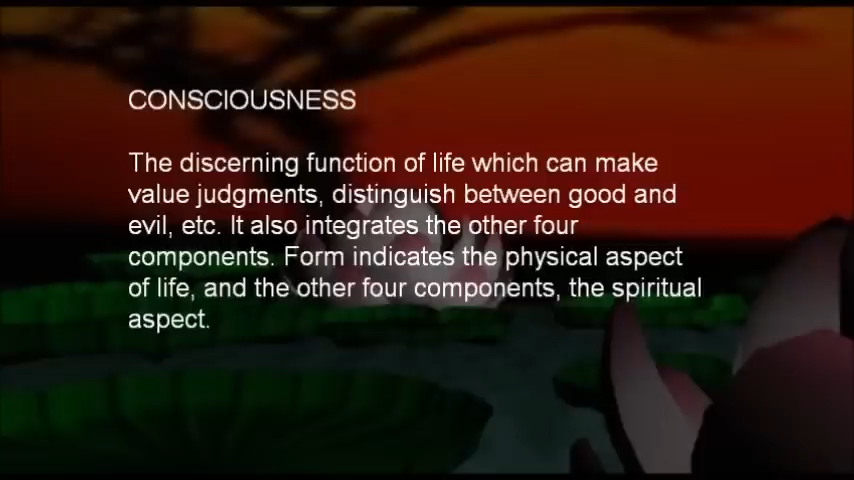 CONSCIOUSNESS
The discerning function of life which can make
value judgments, distinguish between good and
evil, etc. It also integrates the other four
components. Form indicates the physical aspect
of life, and the other four components, the spiritual
aspect.